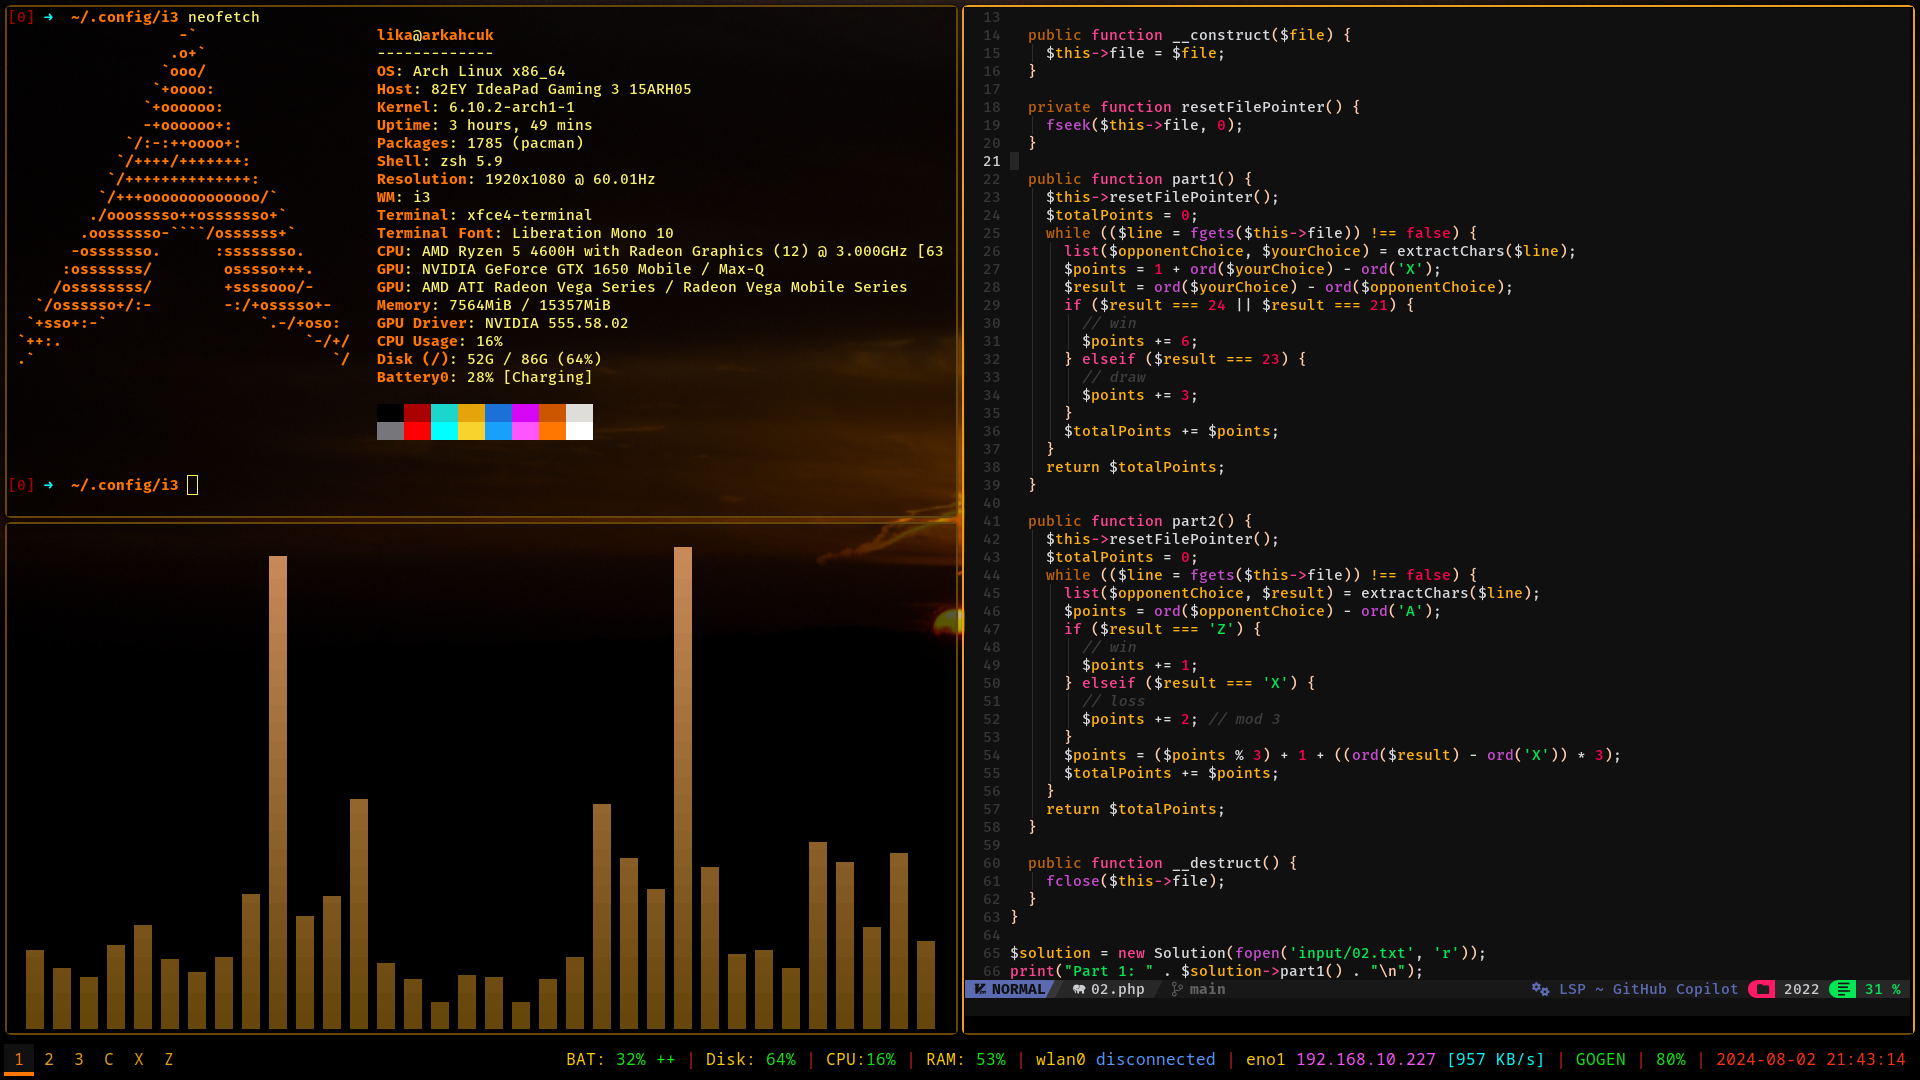 [0] ➜ ~/.config/i3 neofetch
-`
.o+`
`ooo/
`+oooo:
`+oooooo:
-+oooooo+:
`/:-:++oooo+:
`/++++/+++++++:
`/++++++++++++++:
`/+++ooooooooooooo/`
./ooosssso++osssssso+`
.oossssso-````/ossssss+`
-osssssso. :ssssssso.
:osssssss/ osssso+++.
/ossssssss/ +ssssooo/-
`/ossssso+/:- -:/+osssso+-
`+sso+:-` `.-/+oso:
`++:. `-/+/
.` `/
lika@arkahcuk
-------------
OS: Arch Linux x86_64
Host: 82EY IdeaPad Gaming 3 15ARH05
Kernel: 6.10.2-arch1-1
Uptime: 3 hours, 49 mins
Packages: 1785 (pacman)
Shell: zsh 5.9
Resolution: 1920x1080 @ 60.01Hz
WM: i3
Terminal: xfce4-terminal
Terminal Font: Liberation Mono 10
CPU: AMD Ryzen 5 4600H with Radeon Graphics (12) @ 3.000GHz [63
GPU: NVIDIA GeForce GTX 1650 Mobile / Max-Q
GPU: AMD ATI Radeon Vega Series / Radeon Vega Mobile Series
Memory: 7564MiB / 15357MiB
GPU Driver: NVIDIA 555.58.02
CPU Usage: 16%
Disk (/): 52G / 86G (64%)
Battery0: 28% [Charging]
[0] ➜ ~/.config/i3
13
14 public function __construct($file) {
15 $this->file = $file;
16 }
17
18 private function resetFilePointer() {
19 fseek($this->file, 0);
20 }
21
22 public function part1() {
23 $this->resetFilePointer();
24 $totalPoints = 0;
25 while (($line = fgets($this->file)) !== false) {
26 list($opponentChoice, $yourChoice) = extractChars($line);
27 $points = 1 + ord($yourChoice) - ord('X');
28 $result = ord($yourChoice) - ord($opponentChoice);
29 if ($result === 24 || $result === 21) {
30 // win
31 $points += 6;
32 } elseif ($result === 23) {
33 // draw
34 $points += 3;
35 }
36 $totalPoints += $points;
37 }
38 return $totalPoints;
39 }
40
41 public function part2() {
42 $this->resetFilePointer();
43 $totalPoints = 0;
44 while (($line = fgets($this->file)) !== false) {
45 list($opponentChoice, $result) = extractChars($line);
46 $points = ord($opponentChoice) - ord('A');
47 if ($result === 'Z') {
48 // win
49 $points += 1;
50 } elseif ($result === 'X') {
51 // loss
52 $points += 2; // mod 3
53 }
54 $points = ($points % 3) + 1 + ((ord($result) - ord('X')) * 3);
55 $totalPoints += $points;
56 }
57 return $totalPoints;
58 }
59
60 public function __destruct() {
61 fclose($this->file);
62 }
63 }
64
65 $solution = new Solution(fopen('input/02.txt', 'r'));
66 print("Part 1: " . $solution->part1() . "\n");
NORMAL 02.php main LSP ~ GitHub Copilot 2022 31 %
1 2 3 C X Z BAT: 32% ++ | Disk: 64% | CPU:16% | RAM: 53% | wlan0 disconnected | eno1 192.168.10.227 [957 KB/s] | GOGEN | 80% | 2024-08-02 21:43:14